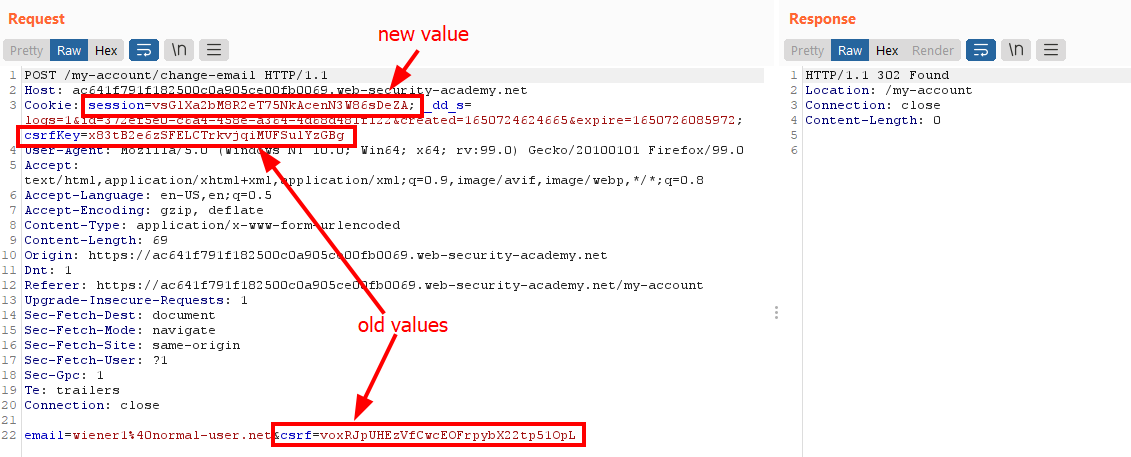 Request
Pretty Raw Hex \n
new value
1 POST /my-account/change-email HTTP/1.1
2 Host: ac641f791f182500c0a905ce00fb0069.web-security-academy.net
3 Cookie: session=vsGlXa2bM8R2eT75NkAcenN3W86sDeZA; _dd_s=
logs=1&id=372ef5e0-c6a4-458e-a364-4d68d481f122&created=1650724624665&expire=1650726085972;
csrfKey=x83tB2e6zSFELCTrkvjqiMUFSulYzGBg
4 User-Agent: Mozilla/5.0 (Windows NT 10.0; Win64; x64; rv:99.0) Gecko/20100101 Firefox/99.0
5 Accept:
text/html,application/xhtml+xml,application/xml;q=0.9,image/avif,image/webp,*/*;q=0.8
6 Accept-Language: en-US,en;q=0.5
7 Accept-Encoding: gzip, deflate
8 Content-Type: application/x-www-form-urlencoded
9 Content-Length: 69
10 Origin: https://ac641f791f182500c0a905ce00fb0069.web-security-academy.net
11 Dnt: 1
12 Referer: https://ac641f791f182500c0a905ce00fb0069.web-security-academy.net/my-account
13 Upgrade-Insecure-Requests: 1
14 Sec-Fetch-Dest: document
15 Sec-Fetch-Mode: navigate
16 Sec-Fetch-Site: same-origin
17 Sec-Fetch-User: ?1
18 Sec-Gpc: 1
19 Te: trailers
20 Connection: close
21
22 email=wiener1%40normal-user.net&csrf=voxRJpUHEzVfCwcEOFrpybX22tp51OpL
old values
Response
Pretty Raw Hex Render \n
1 HTTP/1.1 302 Found
2 Location: /my-account
3 Connection: close
4 Content-Length: 0
5
6